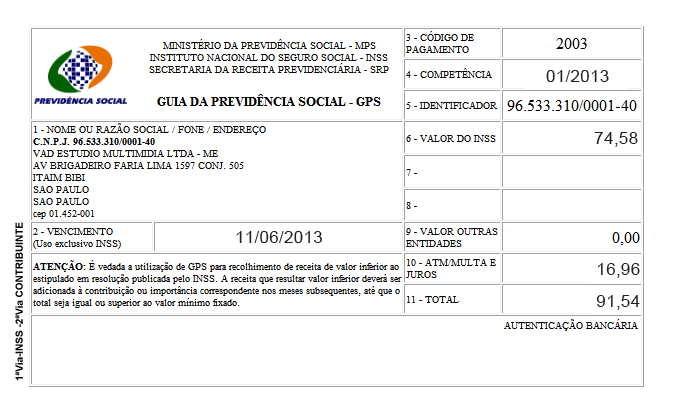 PREVIDÊNCIA SOCIAL
MINISTÉRIO DA PREVIDÊNCIA SOCIAL - MPS
INSTITUTO NACIONAL DO SEGURO SOCIAL - INSS
SECRETARIA DA RECEITA PREVIDENCIÁRIA - SRP
GUIA DA PREVIDÊNCIA SOCIAL - GPS
3 - CÓDIGO DE
PAGAMENTO
2003
4 - COMPETÊNCIA
01/2013
5 - IDENTIFICADOR
96.533.310/0001-40
1 - NOME OU RAZÃO SOCIAL / FONE / ENDEREÇO
C.N.P.J. 96.533.310/0001-40
VAD ESTUDIO MULTIMIDIA LTDA - ME
AV BRIGADEIRO FARIA LIMA 1597 CONJ. 505
ITAIM BIBI
SAO PAULO
SAO PAULO
cep 01.452-001
6 - VALOR DO INSS
74,58
7 -
8 -
2 - VENCIMENTO
(Uso exclusivo INSS)
11/06/2013
9 - VALOR OUTRAS
ENTIDADES
0,00
ATENÇÃO: É vedada a utilização de GPS para recolhimento de receita de valor inferior ao
estipulado em resolução publicada pelo INSS. A receita que resultar valor inferior deverá ser
adicionada à contribuição ou importância correspondente nos meses subsequentes, até que o
total seja igual ou superior ao valor mínimo fixado.
10 - ATM/MULTA E
JUROS
16,96
11 - TOTAL
91,54
AUTENTICAÇÃO BANCÁRIA
1ªVia-INSS -2ªVia CONTRIBUINTE